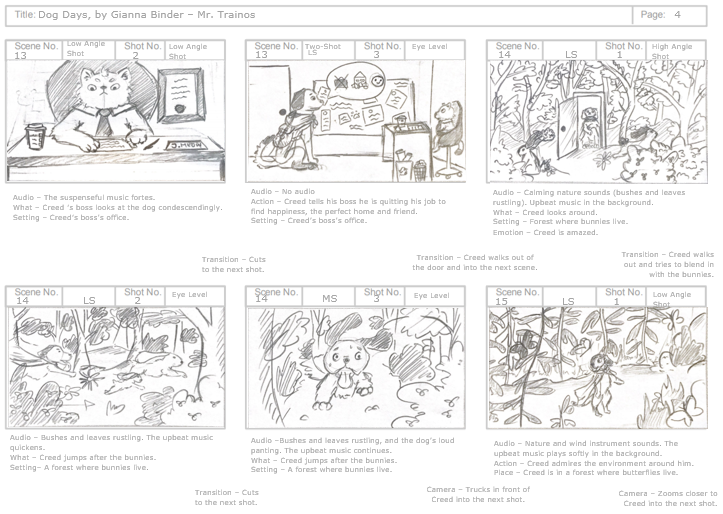 Title: Dog Days, by Gianna Binder – Mr. Trainos
Page: 4
Scene No. 13
Low Angle Shot
Shot No. 2
Low Angle Shot
J. MEOW
Audio – The suspenseful music fortes.
What – Creed 's boss looks at the dog condescendingly.
Setting – Creed's boss's office.
Transition – Cuts
to the next shot.
Scene No. 13
Two-Shot
LS
Shot No. 3
Eye Level
Audio – No audio
Action – Creed tells his boss he is quitting his job to
find happiness, the perfect home and friend.
Setting – Creed's boss's office.
Transition – Creed walks out of
the door and into the next scene.
Scene No. 14
LS
Shot No. 1
High Angle Shot
Audio – Calming nature sounds (bushes and leaves
rustling). Upbeat music in the background.
What – Creed looks around.
Setting – Forest where bunnies live.
Emotion – Creed is amazed.
Transition – Creed walks
out and tries to blend in
with the bunnies.
Scene No. 14
LS
Shot No. 2
Eye Level
Audio – Bushes and leaves rustling. The upbeat music
quickens.
What – Creed jumps after the bunnies.
Setting– A forest where bunnies live.
Transition – Cuts
to the next shot.
Scene No. 14
MS
Shot No. 3
Eye Level
Audio –Bushes and leaves rustling, and the dog's loud
panting. The upbeat music continues.
What – Creed jumps after the bunnies.
Setting – A forest where bunnies live.
Camera – Trucks in front of
Creed into the next shot.
Scene No. 15
LS
Shot No. 1
Low Angle Shot
Audio – Nature and wind instrument sounds. The
upbeat music plays softly in the background.
Action – Creed admires the environment around him.
Place – Creed is in a forest where butterflies live.
Camera – Zooms closer to
Creed into the next shot.